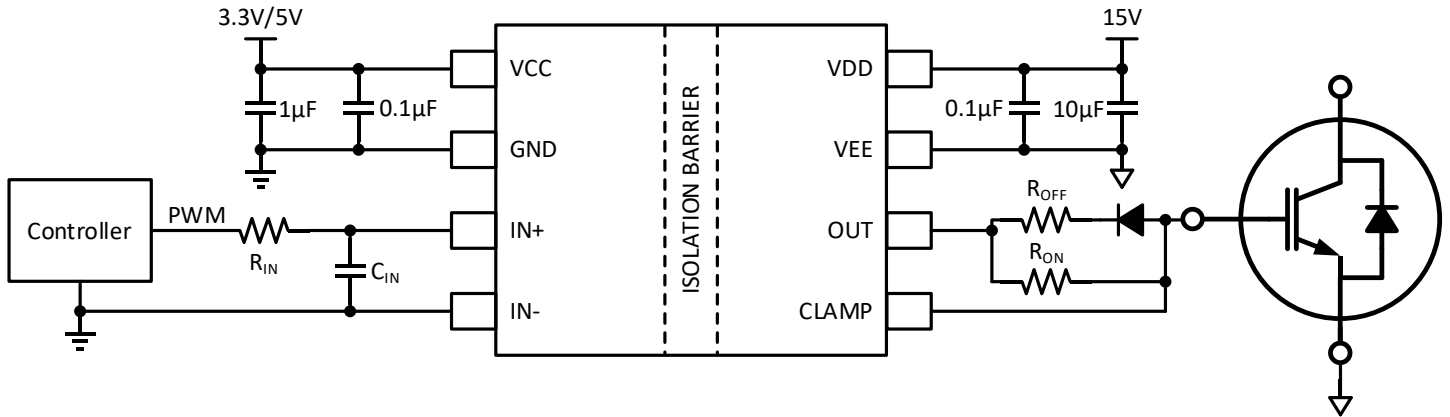 3.3V/5V
15V
VCC
VDD
1µF
0.1µF
0.1µF
10µF
GND
VEE
ISOLATION BARRIER
Controller
PWM
RIN
CIN
IN+
OUT
ROFF
RON
IN-
CLAMP